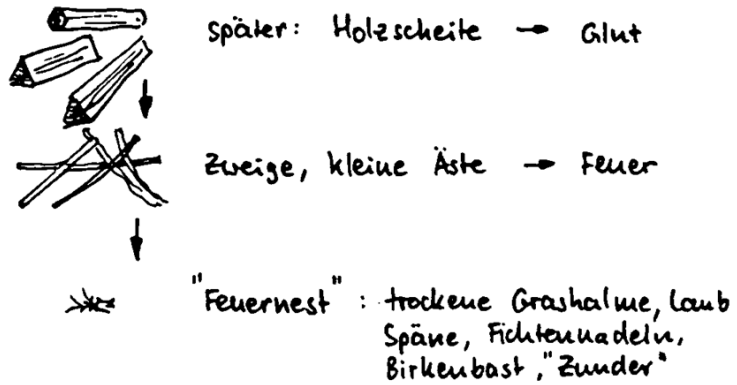 später: Holzscheite → Glut
Zweige, kleine Äste → Feuer
"Feuernest": trockene Grashalme, Laub
Späne, Fichtennadeln,
Birkenbast, "Zunder"